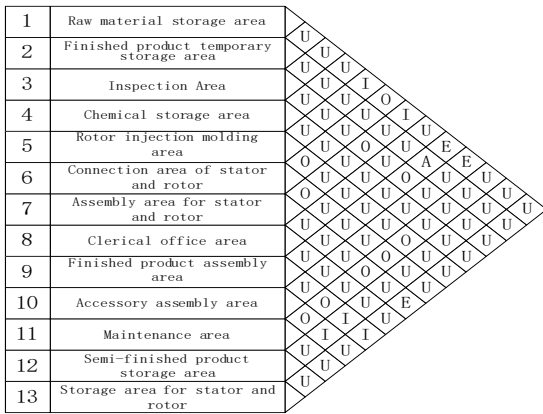 1 Raw material storage area
2 Finished product temporary
storage area
3 Inspection Area
4 Chemical storage area
5 Rotor injection molding
area
6 Connection area of stator
and rotor
7 Assembly area for stator
and rotor
8 Clerical office area
9 Finished product assembly
area
10 Accessory assembly area
11 Maintenance area
12 Semi-finished product
storage area
13 Storage area for stator and
rotor
U
U
U U
U I
U U O
U U I
U U U U
U O U E
O U U A E
U U O U U
O U U U U U
U U U U U U
U U U U U U
U U O U U
U U O U U
U O U U
U U U U
O U E
O I U
I I
U U
U
U